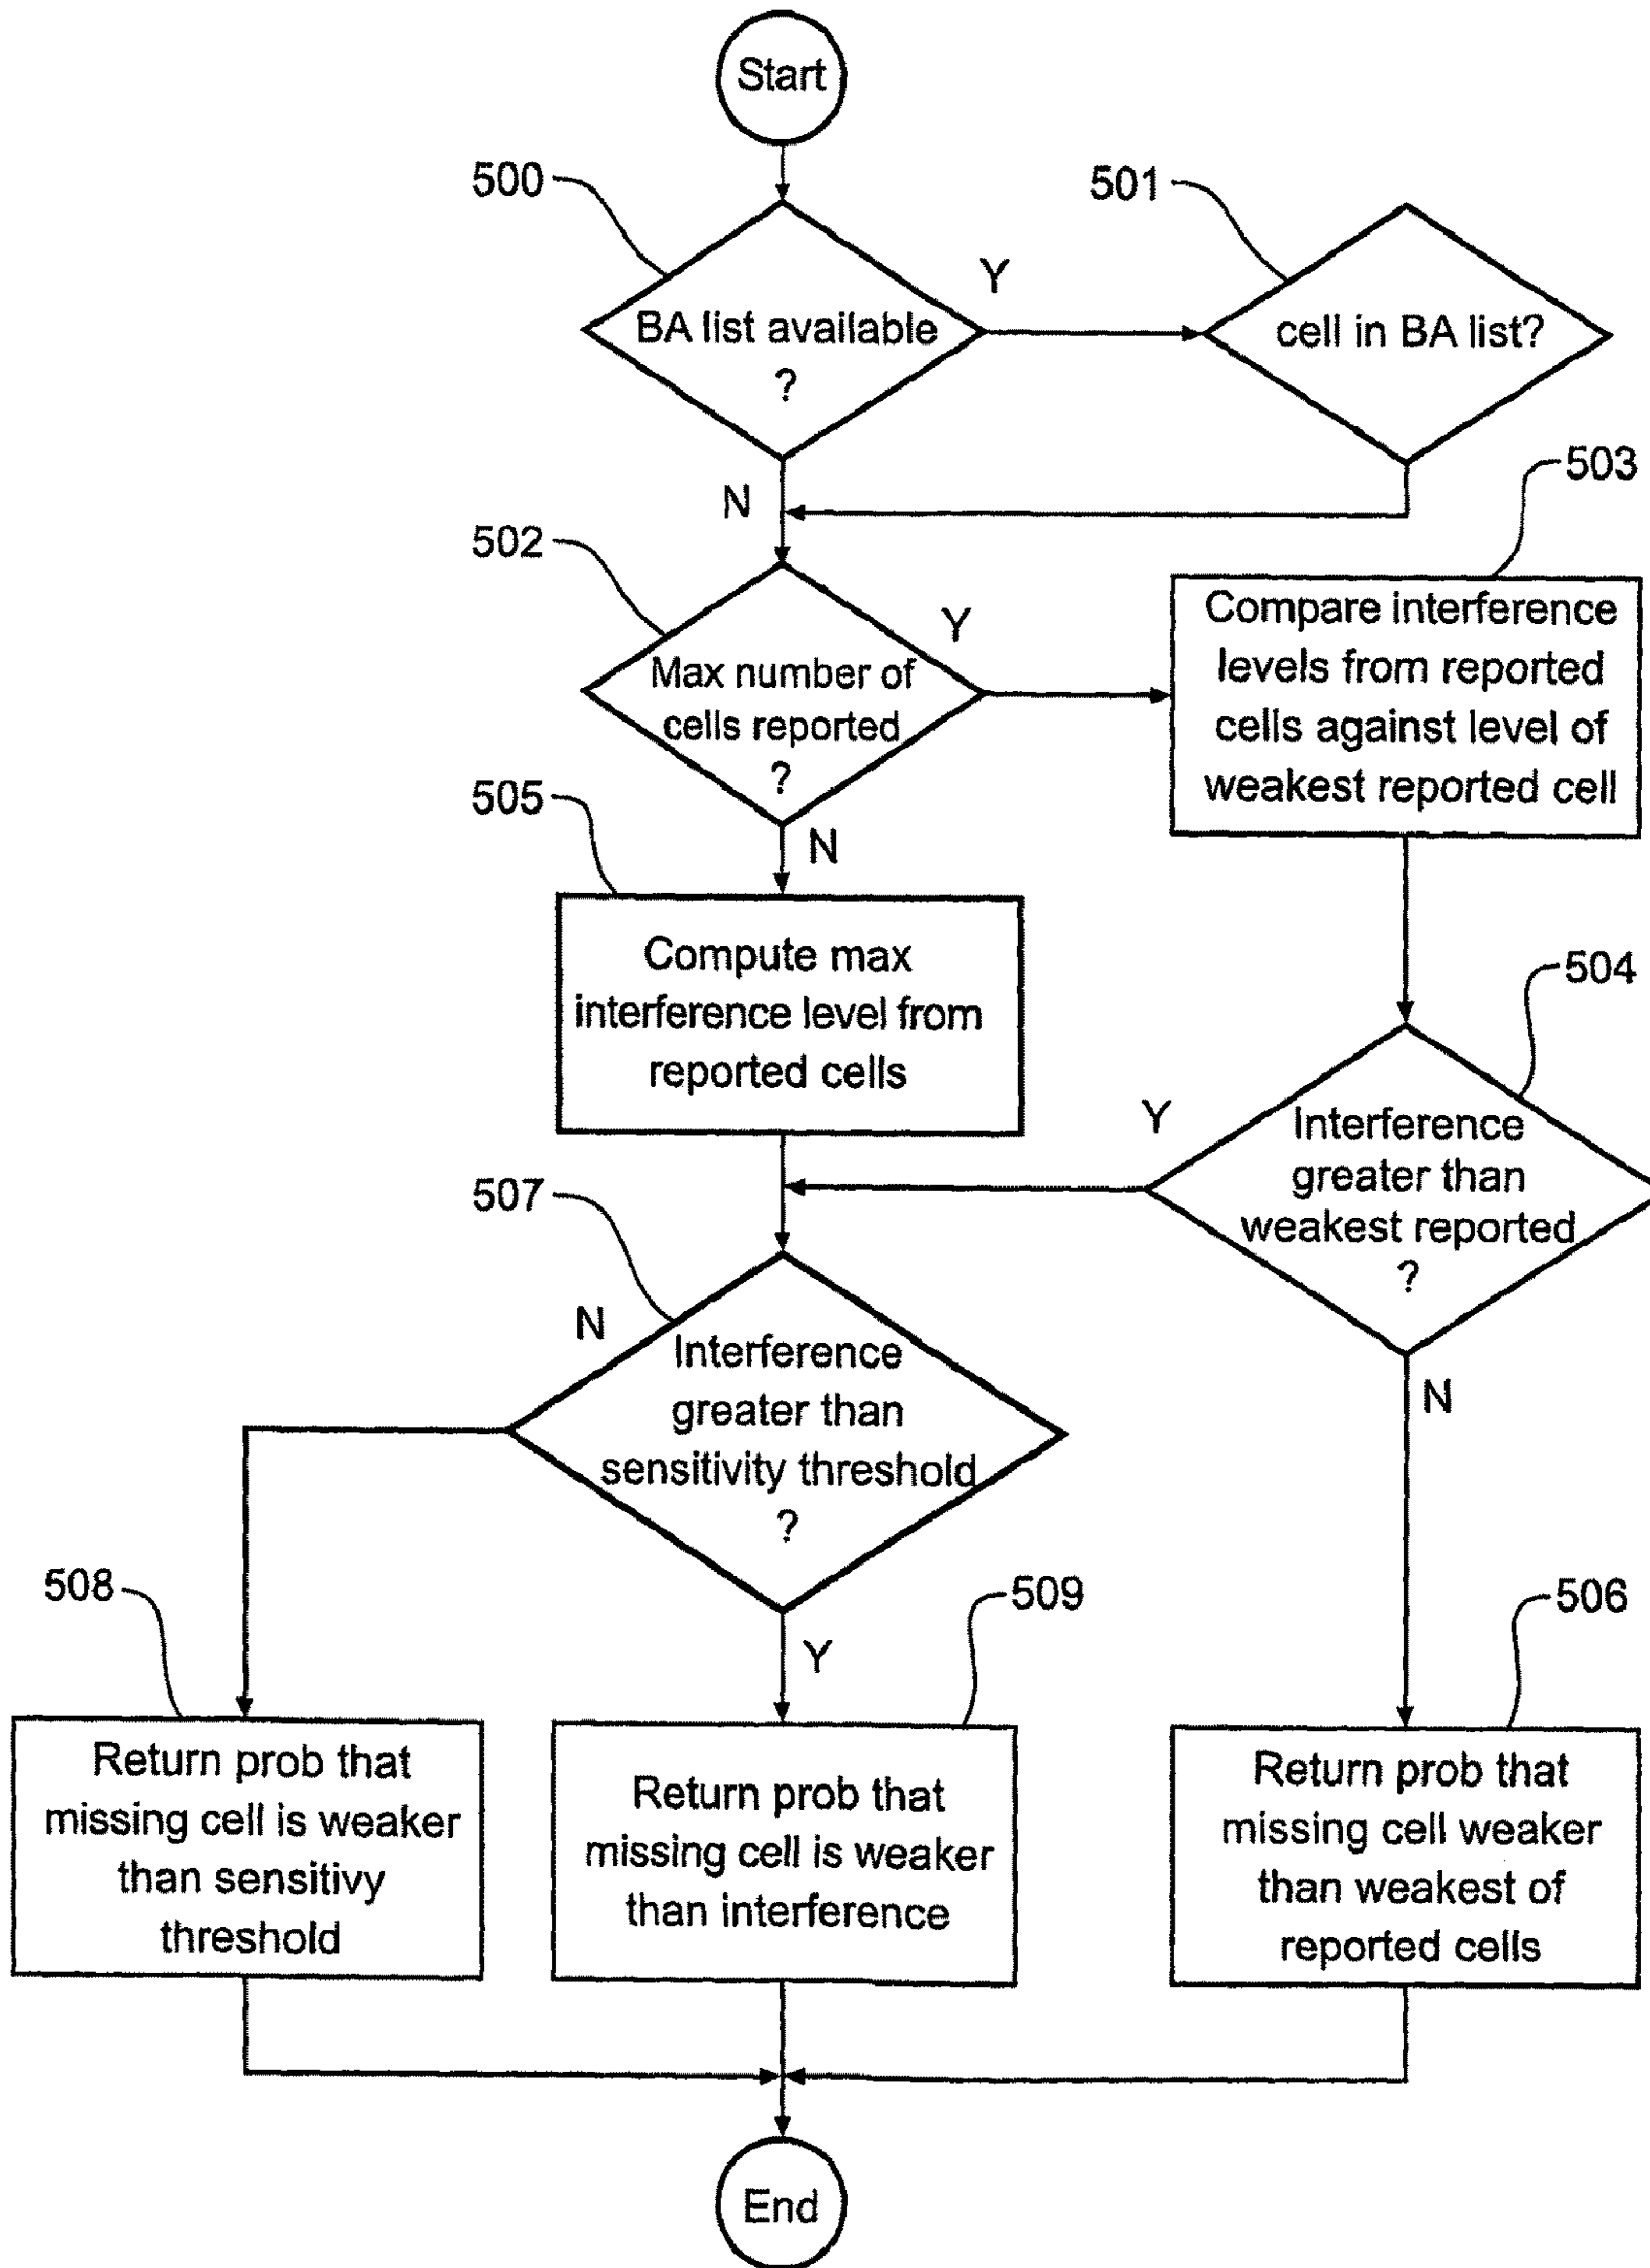 Start
500
501
Y
BA list available
?
cell in BA list?
N
503
502
Y
Max number of
cells reported
?
Compare interference
levels from reported
cells against level of
weakest reported cell
505
N
Compute max
interference level from
reported cells
504
Y
Interference
greater than
weakest reported
?
507
N
Interference
greater than
sensitivity threshold
?
N
508
509
506
Y
Return prob that
missing cell is weaker
than sensitivy
threshold
Return prob that
missing cell is weaker
than interference
Return prob that
missing cell weaker
than weakest of
reported cells
End